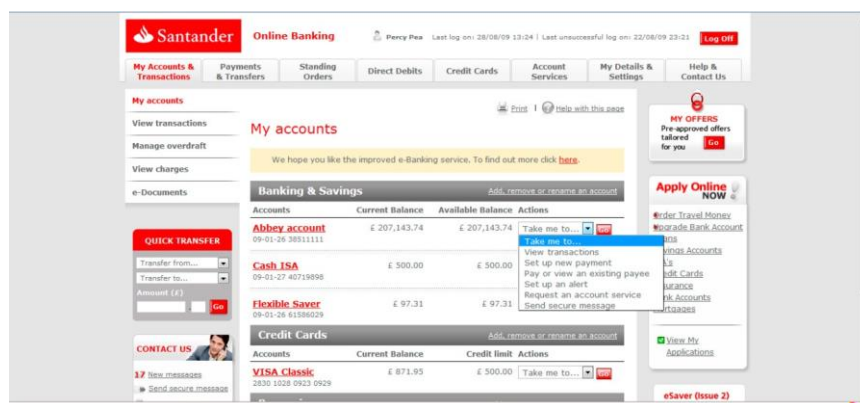 Santander
Online Banking
Percy Pea Last log on: 28/08/09 13:24 | Last unsuccessful log on: 22/08/09 23:21 Log Off
My Accounts & Transactions
Payments & Transfers
Standing Orders
Direct Debits
Credit Cards
Account Services
My Details & Settings
Help & Contact Us
My accounts
View transactions
Manage overdraft
View charges
e-Documents
Print | Help with this page
My accounts
We hope you like the improved e-Banking service. To find out more click here.
Banking & Savings Add, remove or rename an account
Accounts Current Balance Available Balance Actions
Abbey account £ 207,143.74 £ 207,143.74 Take me to... Go
09-01-26 38511111
Cash ISA £ 500.00 £ 500.00
09-01-27 40719898
Flexible Saver £ 97.31 £ 97.31
09-01-26 61586029
Take me to...
View transactions
Set up new payment
Pay or view an existing payee
Set up an alert
Request an account service
Send secure message
Credit Cards Add, remove or rename an account
Accounts Current Balance Credit limit Actions
VISA Classic £ 871.95 £ 500.00 Take me to... Go
2830 1028 0923 0929
QUICK TRANSFER
Transfer from...
Transfer to...
Amount (£)
. Go
CONTACT US
17 New messages
Send secure message
MY OFFERS
Pre-approved offers
tailored
for you Go
Apply Online
NOW
Order Travel Money
Upgrade Bank Account
View My
Applications
eSaver (Issue 2)